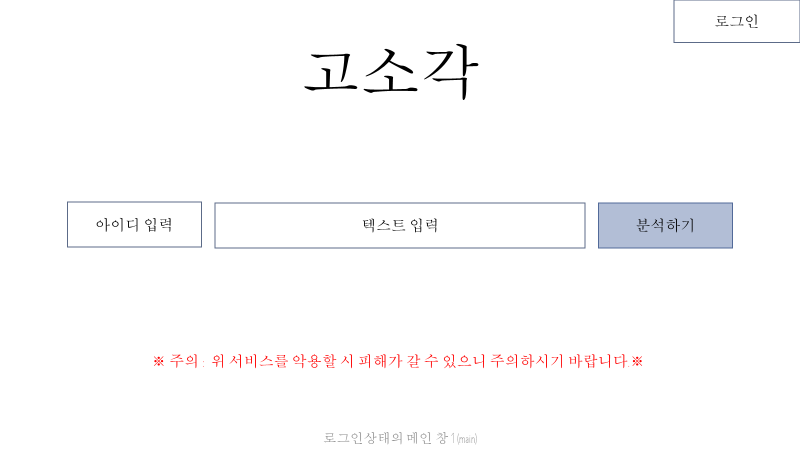 로그인
고소각
아이디 입력
텍스트 입력
분석하기
※ 주의 : 위 서비스를 악용할 시 피해가 갈 수 있으니 주의하시기 바랍니다.※
로그인상태의 메인 창1(main)